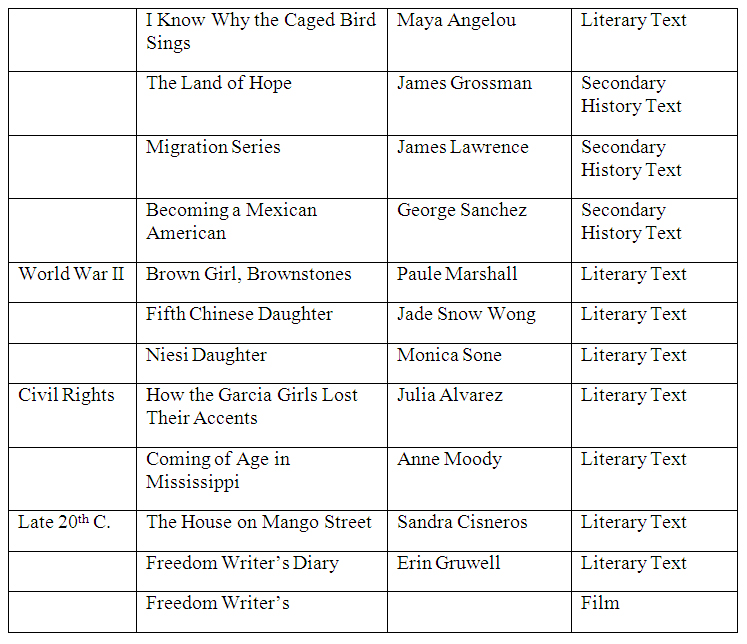 I Know Why the Caged Bird Maya Angelou Literary Text
Sings
The Land of Hope James Grossman Secondary
History Text
Migration Series James Lawrence Secondary
History Text
Becoming a Mexican George Sanchez Secondary
American History Text
World War II Brown Girl, Brownstones Paule Marshall Literary Text
Fifth Chinese Daughter Jade Snow Wong Literary Text
Niesi Daughter Monica Sone Literary Text
Civil Rights How the Garcia Girls Lost Julia Alvarez Literary Text
Their Accents
Coming of Age in Anne Moody Literary Text
Mississippi
Late 20th C. The House on Mango Street Sandra Cisneros Literary Text
Freedom Writer’s Diary Erin Gruwell Literary Text
Freedom Writer’s Film